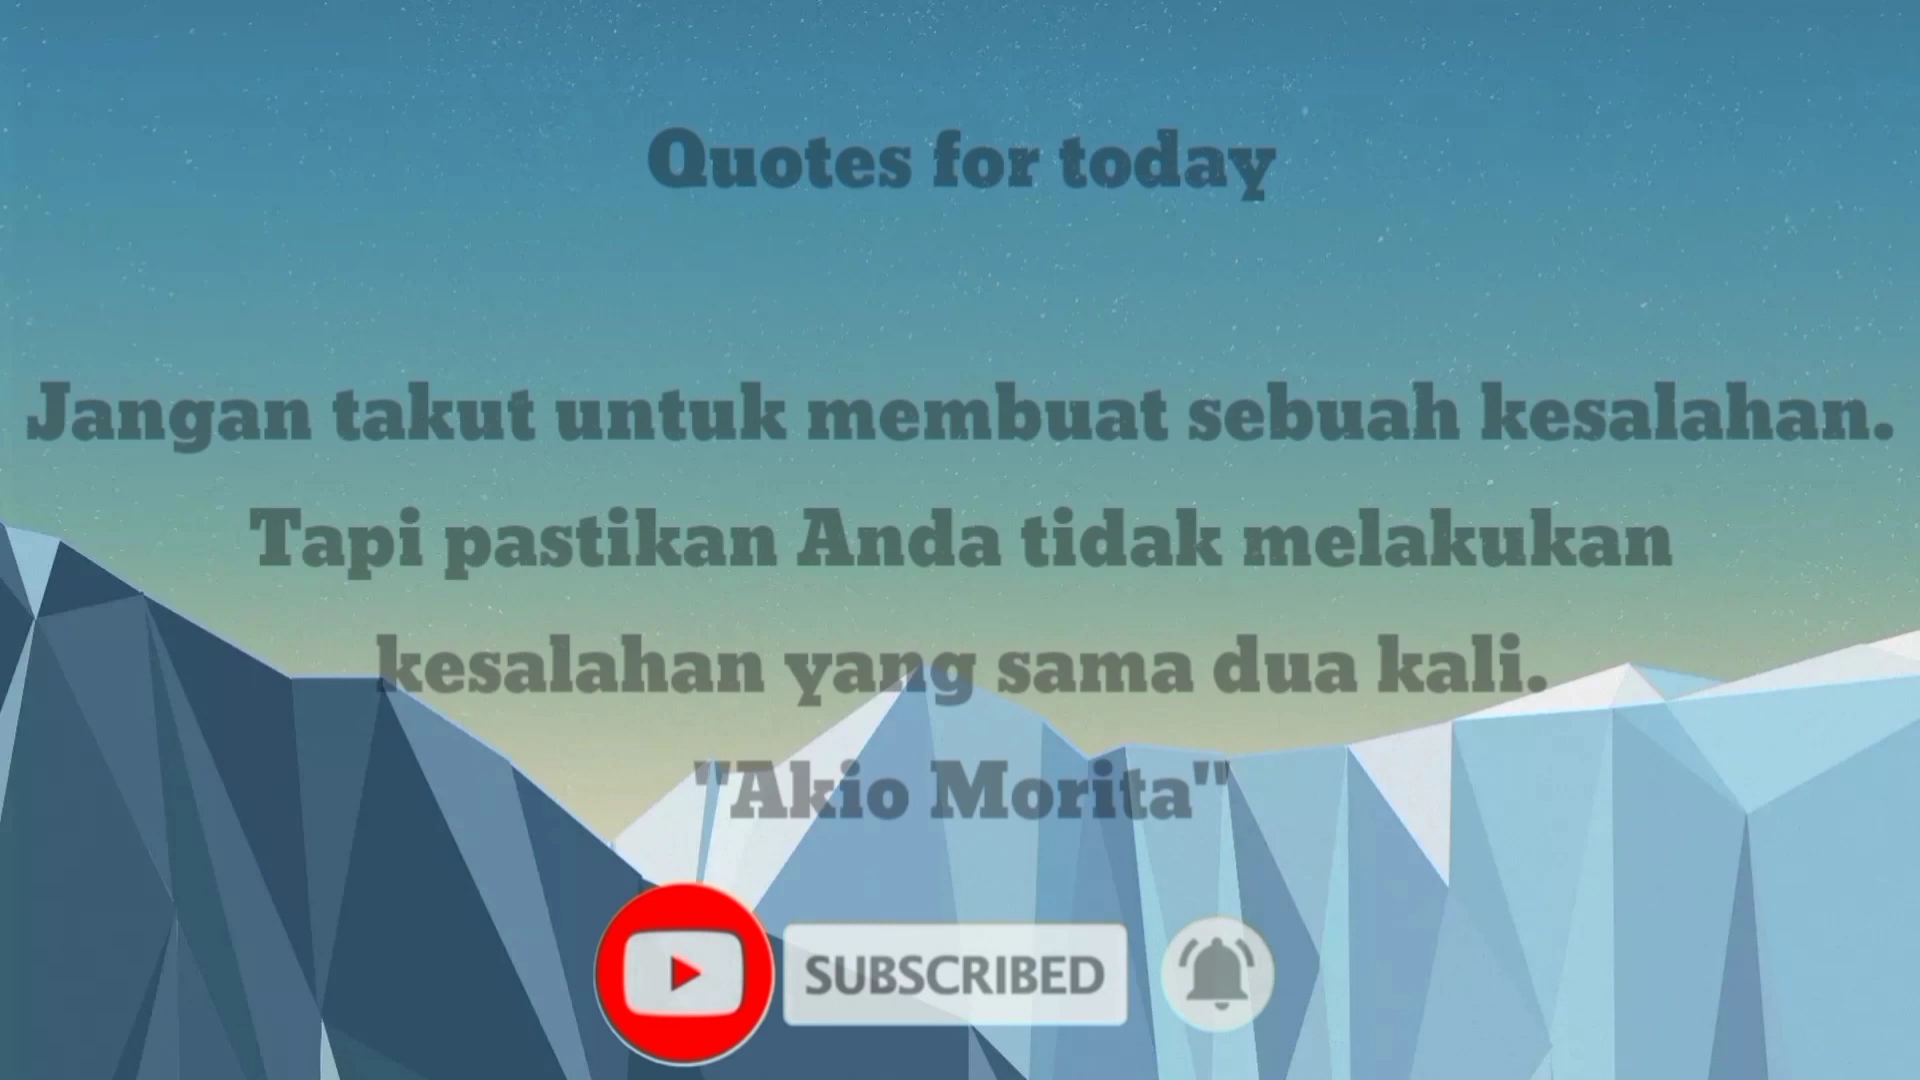 Quotes for today
Jangan takut untuk membuat sebuah kesalahan.
Tapi pastikan Anda tidak melakukan
kesalahan yang sama dua kali.
"Akio Morita"
SUBSCRIBED